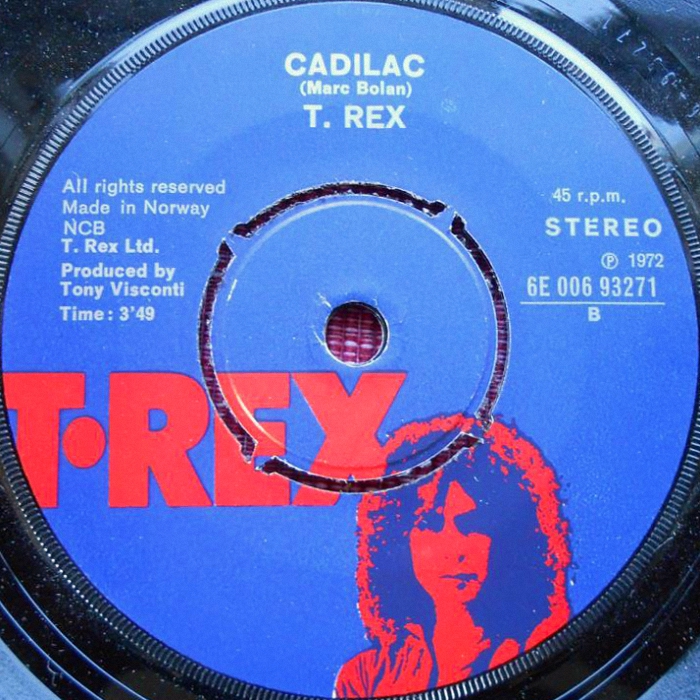 CADILAC
(Marc Bolan)
T. REX
All rights reserved
Made in Norway
NCB
T. Rex Ltd.
Produced by
Tony Visconti
Time: 3'49
45 r.p.m.
STEREO
Ⓟ 1972
6E 006 93271
B
T·REX